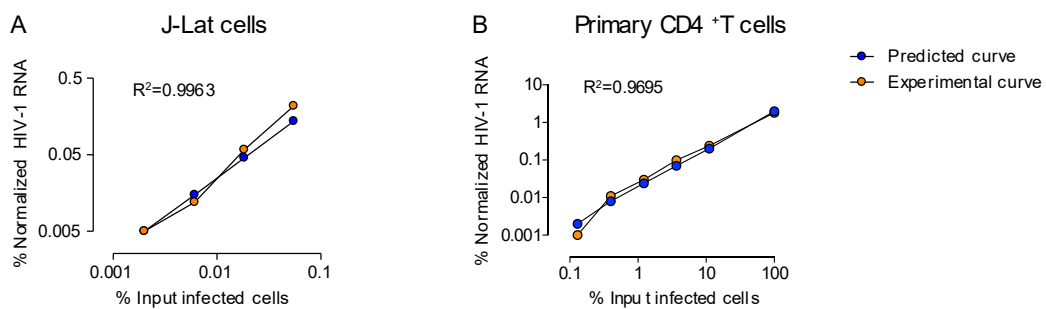 A
J-Lat cells
% Normalized HIV-1 RNA
0.5
0.05
0.005
R²=0.9963
0.001
0.01
0.1
% Input infected cells
B
Primary CD4 ⁺T cells
% Normalized HIV-1 RNA
10
1
0.1
0.01
0.001
R²=0.9695
0.1
1
10
100
% Inpu t infected cells
Predicted curve
Experimental curve